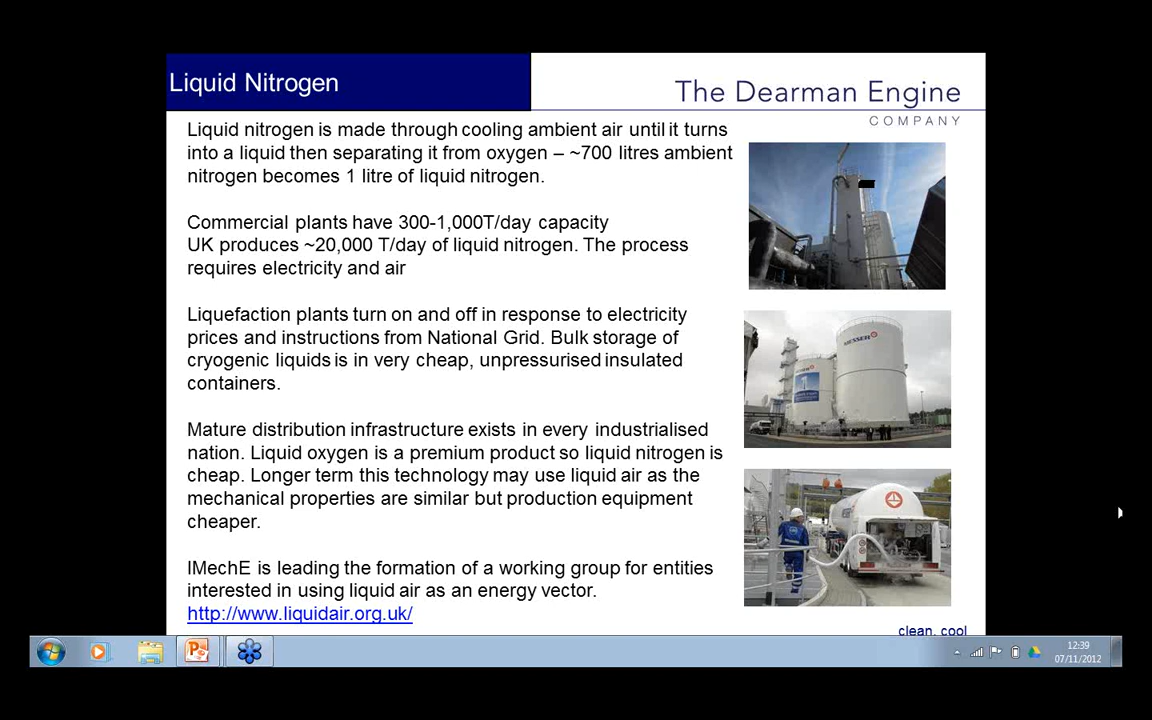 Liquid Nitrogen
The Dearman Engine
COMPANY
Liquid nitrogen is made through cooling ambient air until it turns
into a liquid then separating it from oxygen – ~700 litres ambient
nitrogen becomes 1 litre of liquid nitrogen.
Commercial plants have 300-1,000T/day capacity
UK produces ~20,000 T/day of liquid nitrogen. The process
requires electricity and air
Liquefaction plants turn on and off in response to electricity
prices and instructions from National Grid. Bulk storage of
cryogenic liquids is in very cheap, unpressurised insulated
containers.
Mature distribution infrastructure exists in every industrialised
nation. Liquid oxygen is a premium product so liquid nitrogen is
cheap. Longer term this technology may use liquid air as the
mechanical properties are similar but production equipment
cheaper.
IMechE is leading the formation of a working group for entities
interested in using liquid air as an energy vector.
http://www.liquidair.org.uk/
MESSER
clean, cool
12:39
07/11/2012